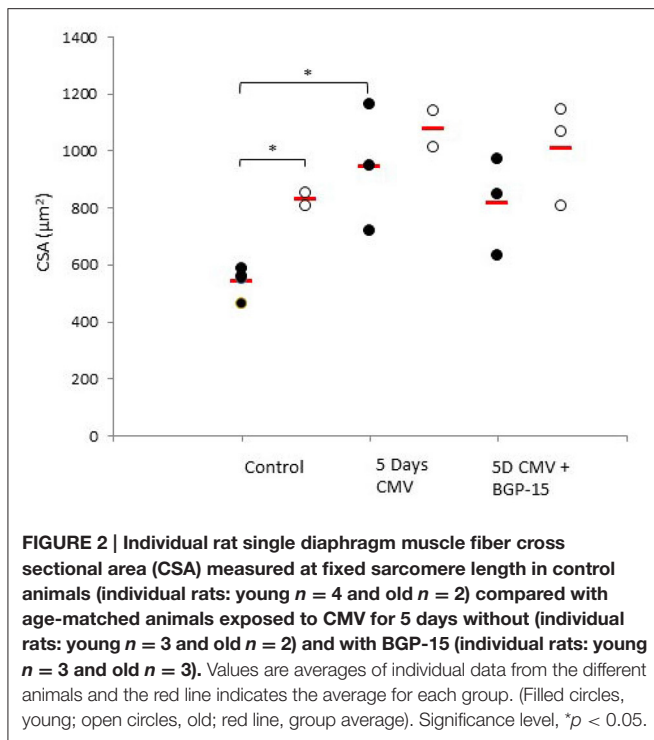 1400
1200
1000
800
600
400
200
0
CSA (µm²)
*
*
Control
5 Days
CMV
5D CMV +
BGP-15
FIGURE 2 | Individual rat single diaphragm muscle fiber cross
sectional area (CSA) measured at fixed sarcomere length in control
animals (individual rats: young n = 4 and old n = 2) compared with
age-matched animals exposed to CMV for 5 days without (individual
rats: young n = 3 and old n = 2) and with BGP-15 (individual rats: young
n = 3 and old n = 3). Values are averages of individual data from the different
animals and the red line indicates the average for each group. (Filled circles,
young; open circles, old; red line, group average). Significance level, *p < 0.05.